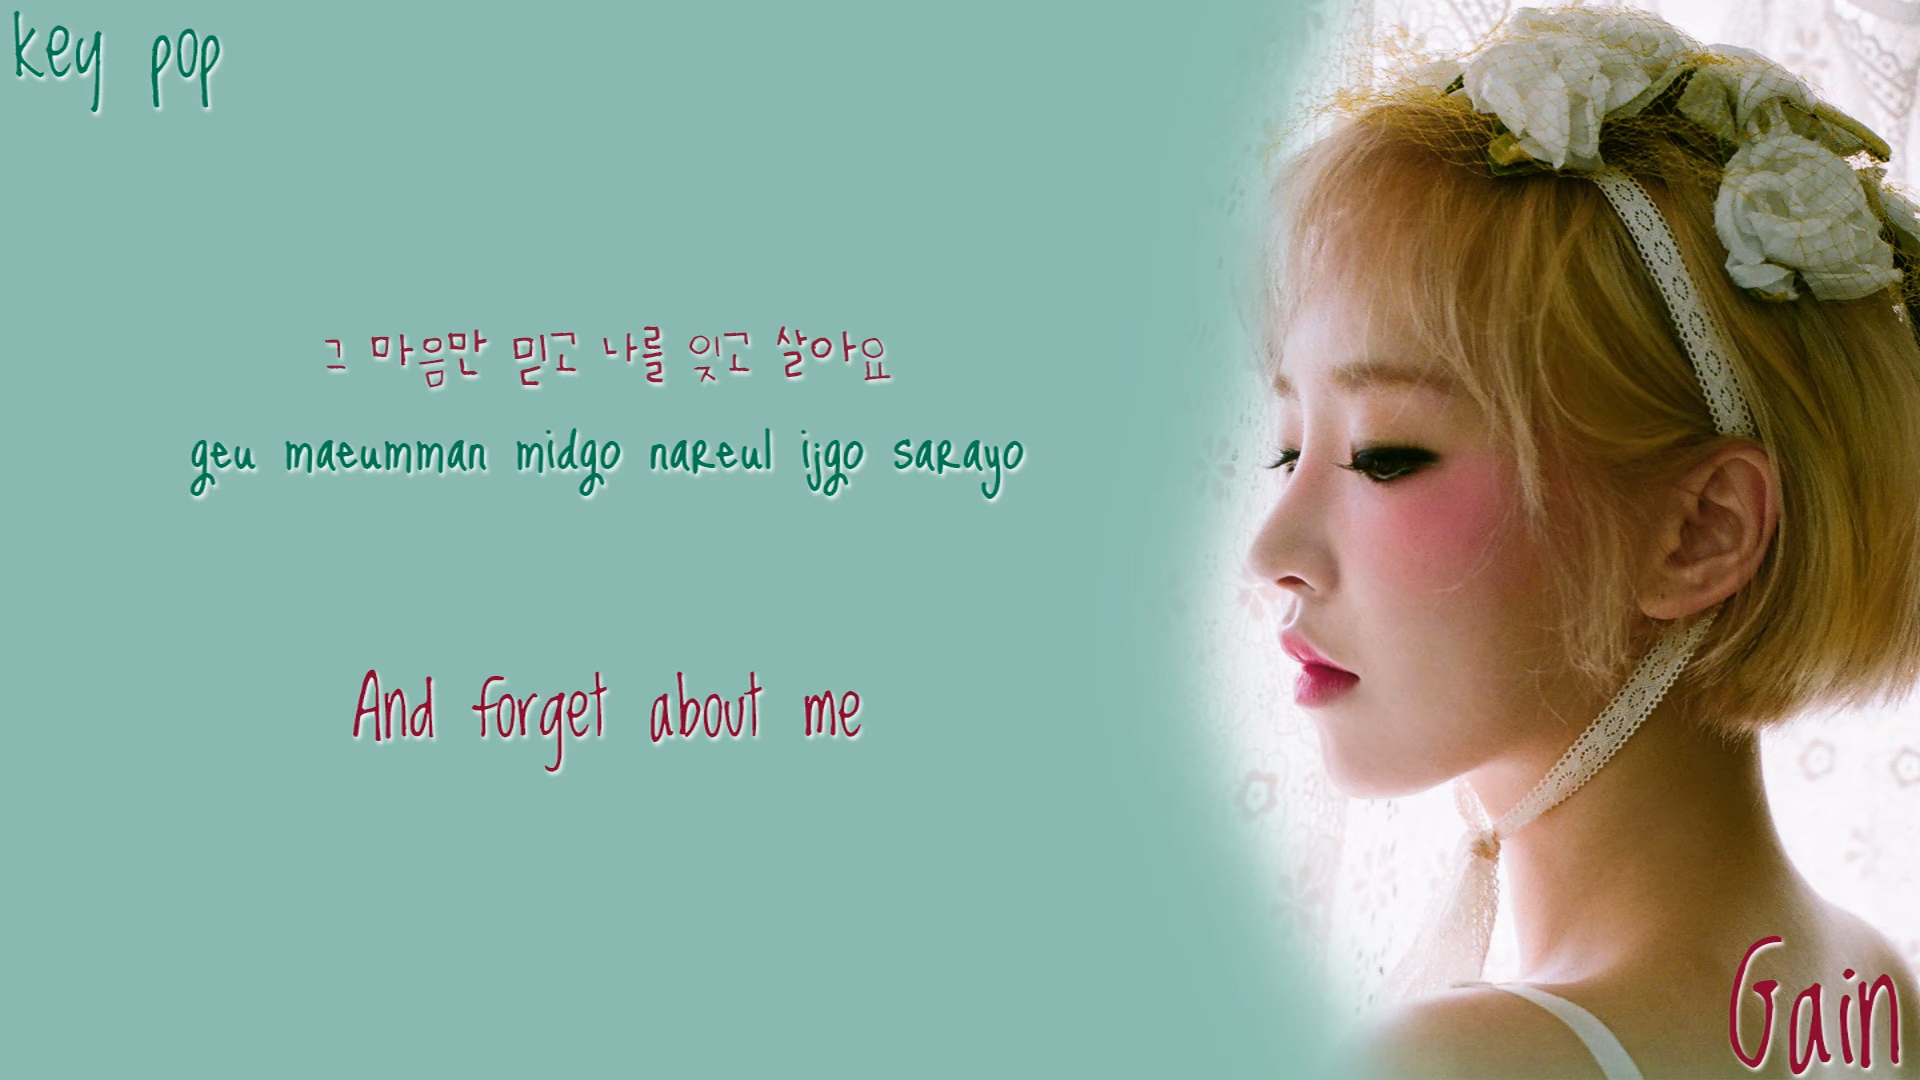 key pop
그 마음만 믿고 나를 잊고 살아요
geu maeumman midgo nareul ijgo sarayo
And forget about me
Gain